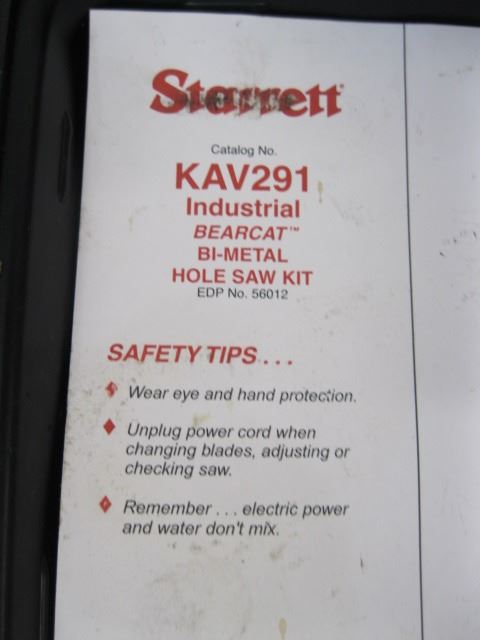 Starrett
Catalog No.
KAV291
Industrial
BEARCAT™
BI-METAL
HOLE SAW KIT
EDP No. 56012
SAFETY TIPS . . . .
Wear eye and hand protection.
Unplug power cord when
changing blades, adjusting or
checking saw.
Remember . . . electric power
and water don't mix.